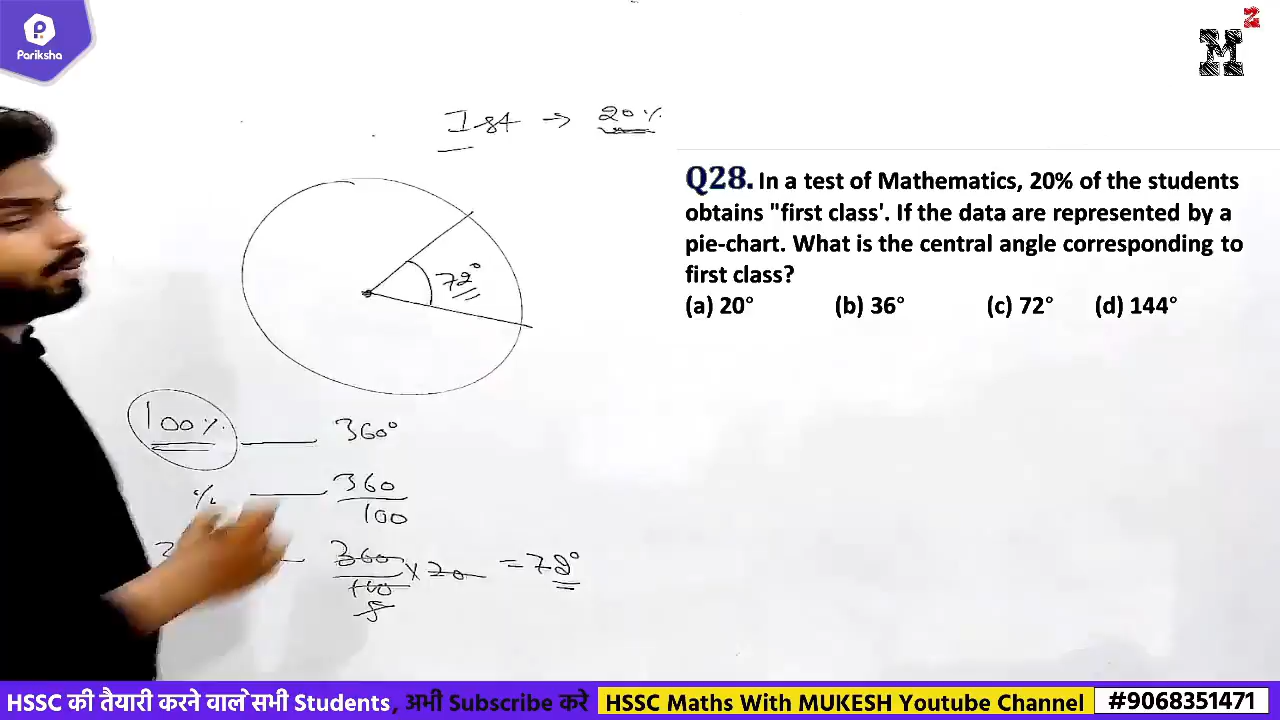 Pariksha
M²
Ist → 20%
Q28. In a test of Mathematics, 20% of the students
obtains "first class'. If the data are represented by a
pie-chart. What is the central angle corresponding to
first class?
(a) 20° (b) 36° (c) 72° (d) 144°
72°
100% — 360°
% — 360/100
360/100 × 20 = 72°
5
HSSC की तैयारी करने वाले सभी Students, अभी Subscribe करे HSSC Maths With MUKESH Youtube Channel #9068351471